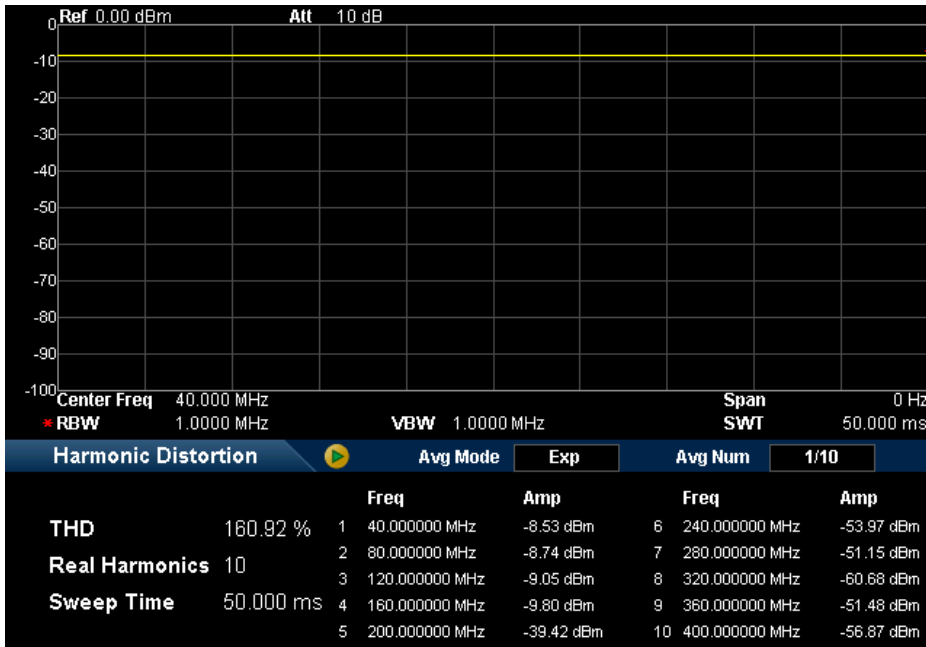 Ref 0.00 dBm Att 10 dB
0
-10
-20
-30
-40
-50
-60
-70
-80
-90
-100
Center Freq 40.000 MHz Span 0 Hz
* RBW 1.0000 MHz VBW 1.0000 MHz SWT 50.000 ms
Harmonic Distortion Avg Mode Exp Avg Num 1/10
Freq Amp Freq Amp
THD 160.92 % 1 40.000000 MHz -8.53 dBm 6 240.000000 MHz -53.97 dBm
2 80.000000 MHz -8.74 dBm 7 280.000000 MHz -51.15 dBm
Real Harmonics 10
3 120.000000 MHz -9.05 dBm 8 320.000000 MHz -60.68 dBm
Sweep Time 50.000 ms 4 160.000000 MHz -9.80 dBm 9 360.000000 MHz -51.48 dBm
5 200.000000 MHz -39.42 dBm 10 400.000000 MHz -56.87 dBm